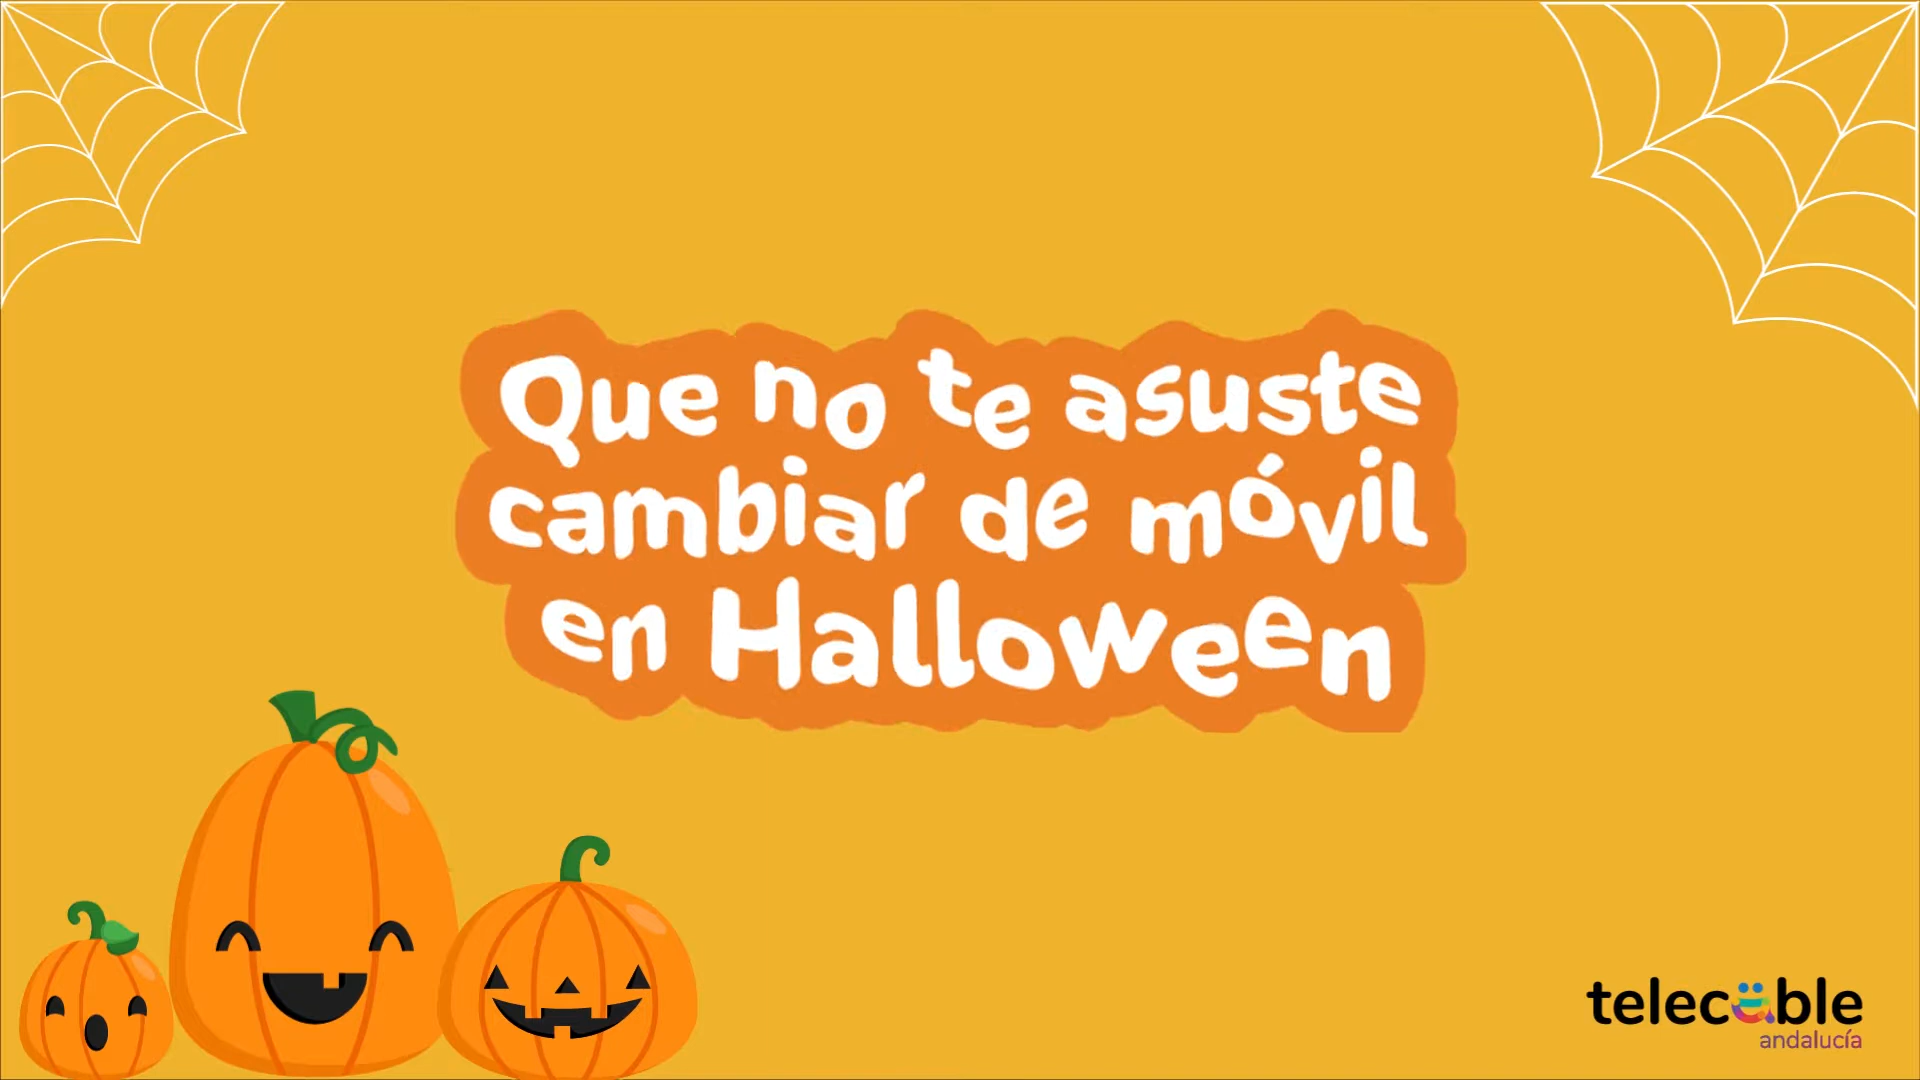 Que no te asuste
cambiar de móvil
en Halloween
telecable
andalucía